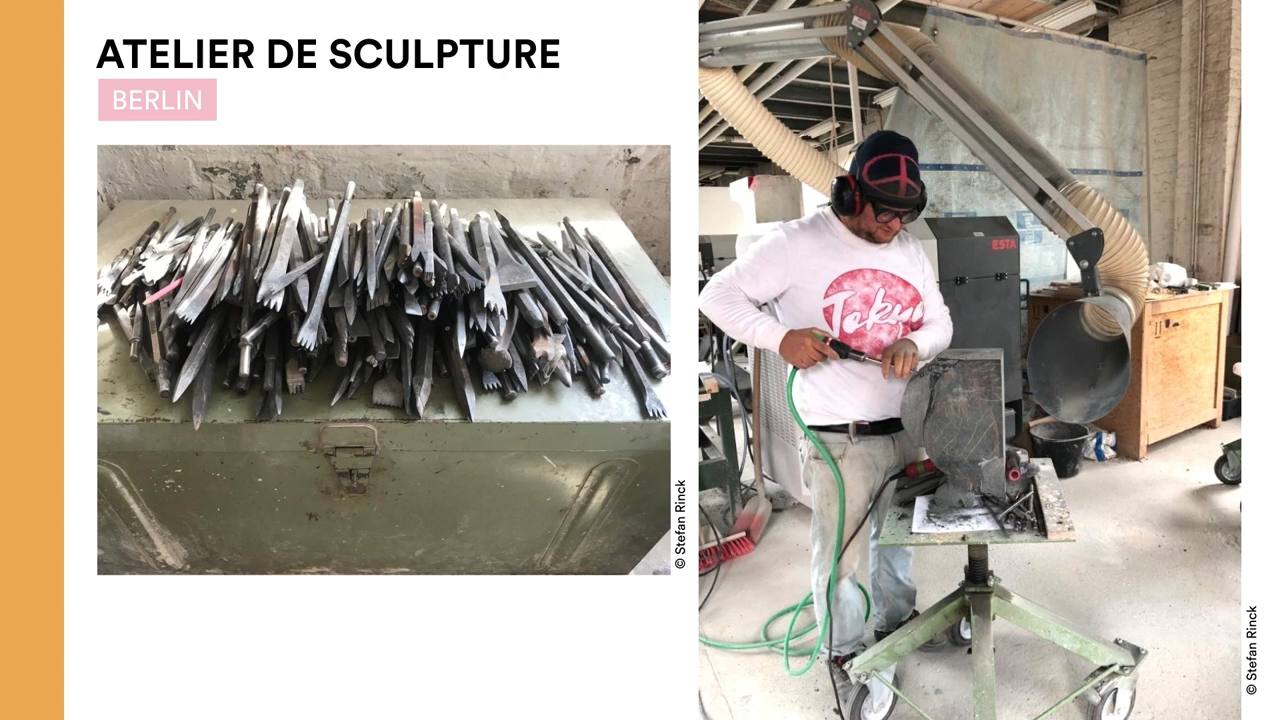 ATELIER DE SCULPTURE
BERLIN
© Stefan Rinck
ESTA
Tokyo
© Stefan Rinck